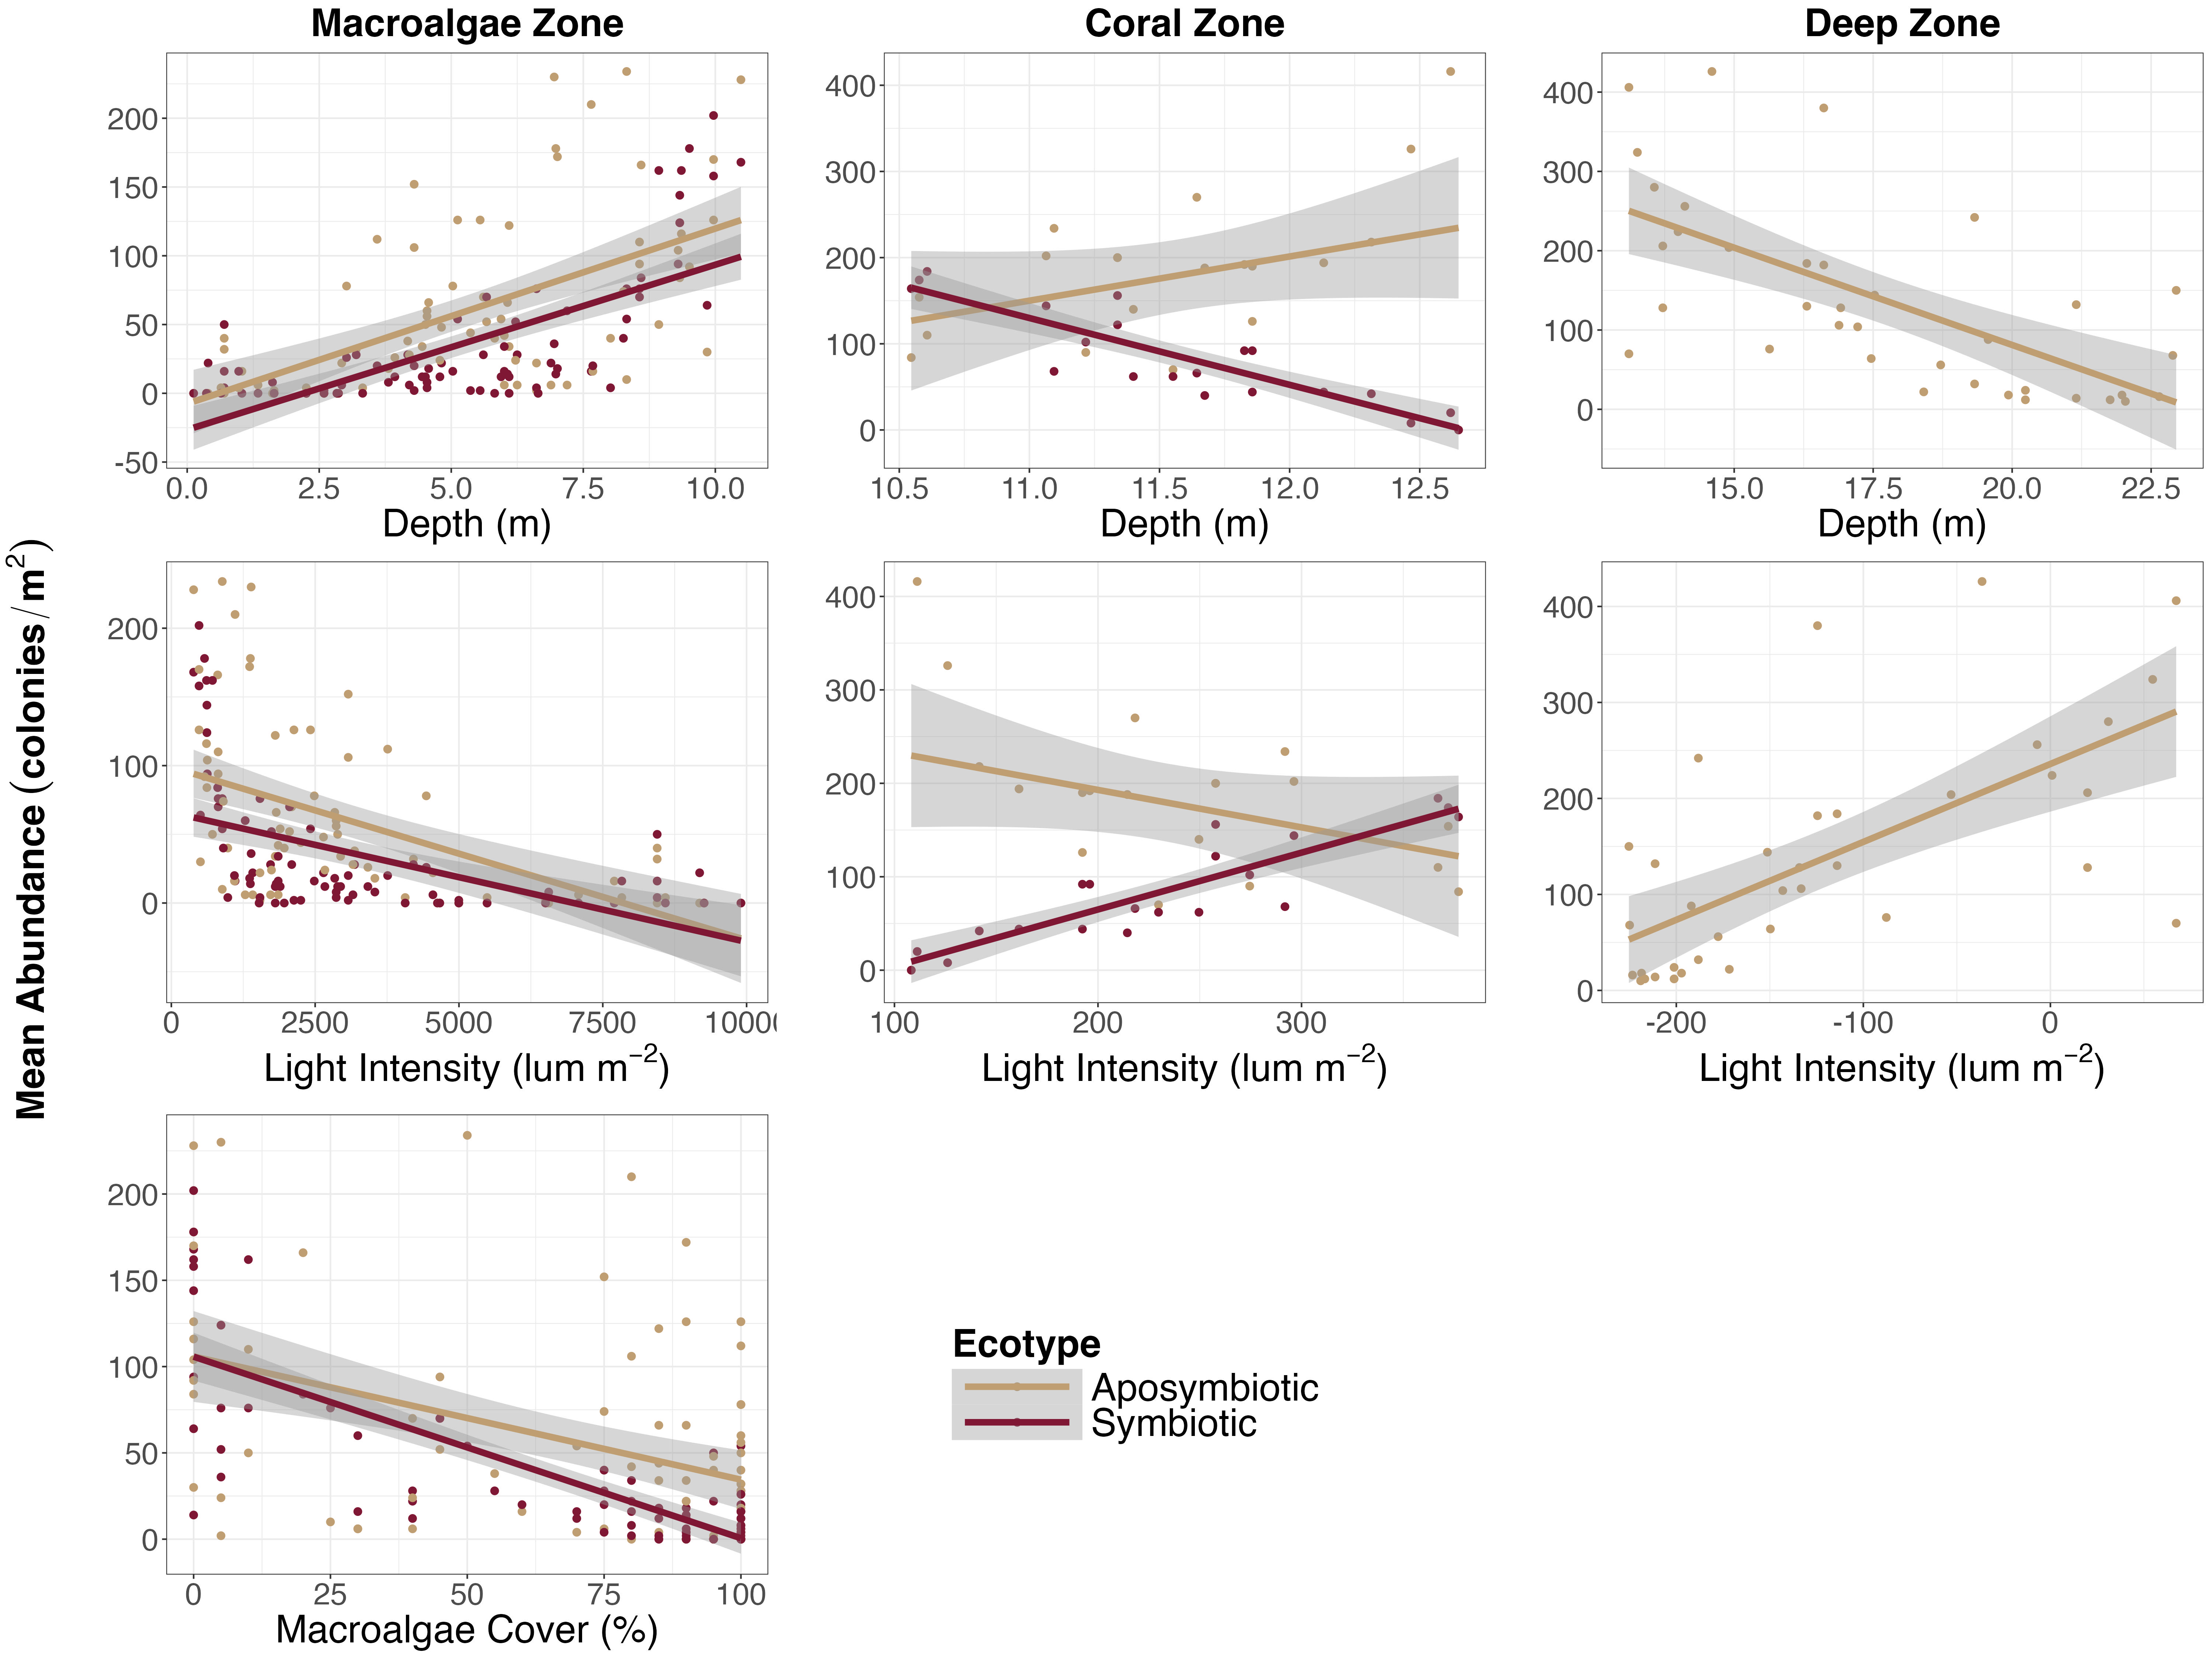 Macroalgae Zone
Coral Zone
Deep Zone
Mean Abundance (colonies/m²)
200
150
100
50
0
-50
0.0 2.5 5.0 7.5 10.0
Depth (m)
400
300
200
100
0
10.5 11.0 11.5 12.0 12.5
Depth (m)
400
300
200
100
0
15.0 17.5 20.0 22.5
Depth (m)
200
100
0
0 2500 5000 7500 1000
Light Intensity (lum m⁻²)
400
300
200
100
0
100 200 300
Light Intensity (lum m⁻²)
400
300
200
100
0
-200 -100 0
Light Intensity (lum m⁻²)
200
150
100
50
0
0 25 50 75 100
Macroalgae Cover (%)
Ecotype
Aposymbiotic
Symbiotic